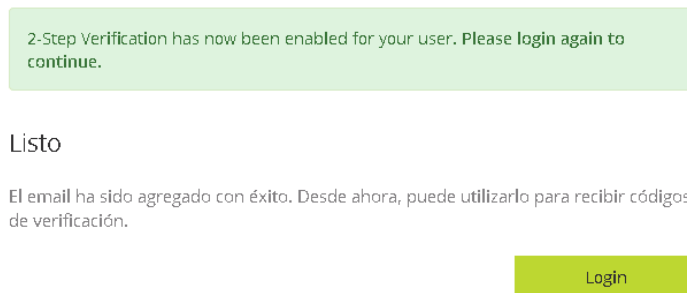 2-Step Verification has now been enabled for your user. Please login again to
continue.
Listo
El email ha sido agregado con éxito. Desde ahora, puede utilizarlo para recibir códigos
de verificación.
Login